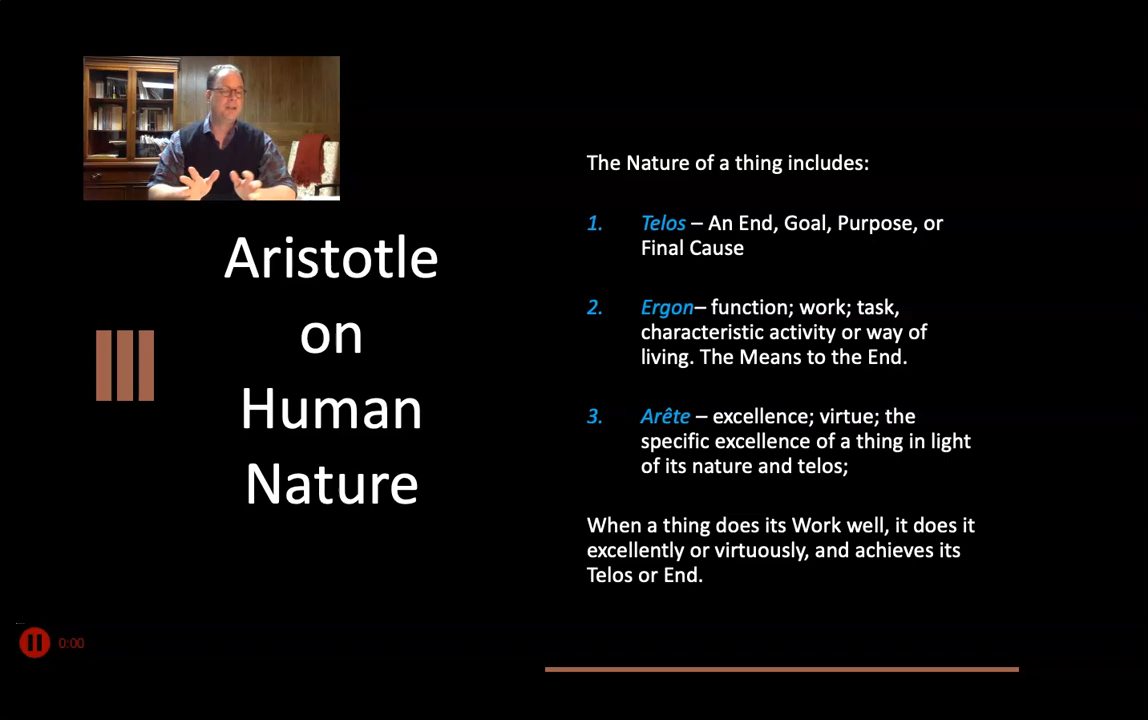 Aristotle
on
Human
Nature
The Nature of a thing includes:
1. Telos – An End, Goal, Purpose, or
Final Cause
2. Ergon– function; work; task,
characteristic activity or way of
living. The Means to the End.
3. Arête – excellence; virtue; the
specific excellence of a thing in light
of its nature and telos;
When a thing does its Work well, it does it
excellently or virtuously, and achieves its
Telos or End.
0:00